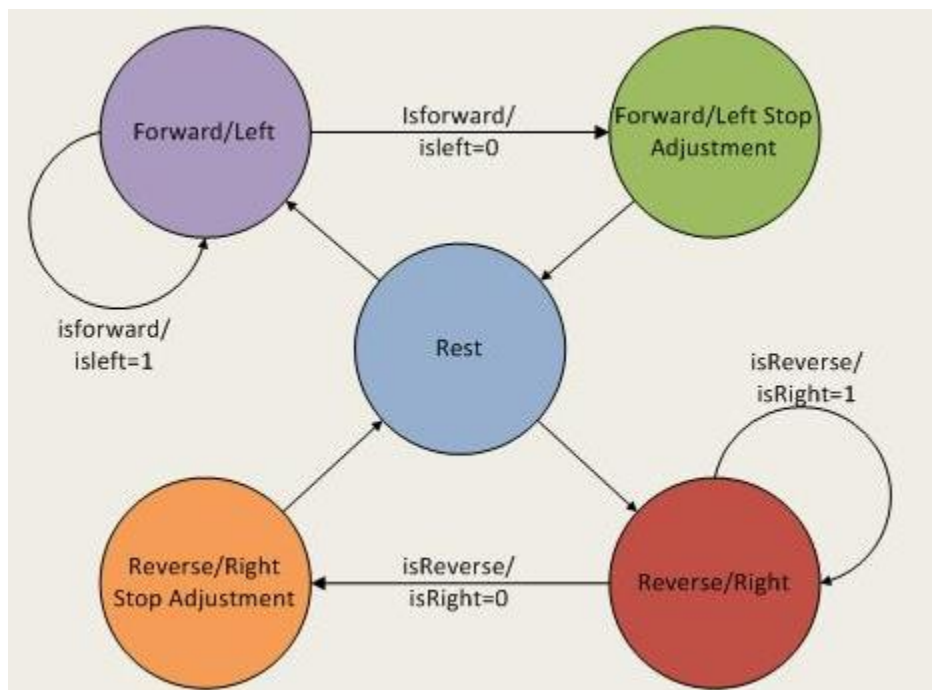 Forward/Left
Isforward/
isleft=0
Forward/Left Stop
Adjustment
isforward/
isleft=1
Rest
isReverse/
isRight=1
Reverse/Right
Stop Adjustment
isReverse/
isRight=0
Reverse/Right